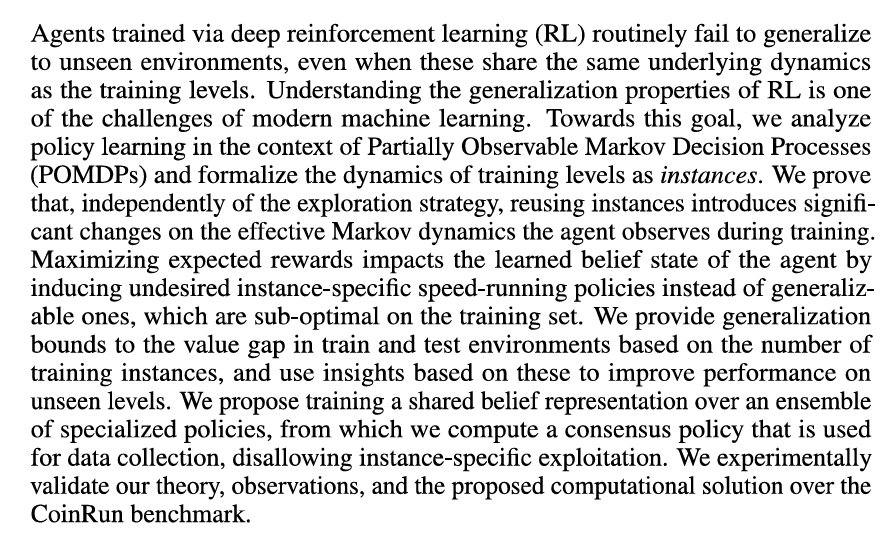 Agents trained via deep reinforcement learning (RL) routinely fail to generalize
to unseen environments, even when these share the same underlying dynamics
as the training levels. Understanding the generalization properties of RL is one
of the challenges of modern machine learning. Towards this goal, we analyze
policy learning in the context of Partially Observable Markov Decision Processes
(POMDPs) and formalize the dynamics of training levels as instances. We prove
that, independently of the exploration strategy, reusing instances introduces signifi-
cant changes on the effective Markov dynamics the agent observes during training.
Maximizing expected rewards impacts the learned belief state of the agent by
inducing undesired instance-specific speed-running policies instead of generaliz-
able ones, which are sub-optimal on the training set. We provide generalization
bounds to the value gap in train and test environments based on the number of
training instances, and use insights based on these to improve performance on
unseen levels. We propose training a shared belief representation over an ensemble
of specialized policies, from which we compute a consensus policy that is used
for data collection, disallowing instance-specific exploitation. We experimentally
validate our theory, observations, and the proposed computational solution over the
CoinRun benchmark.